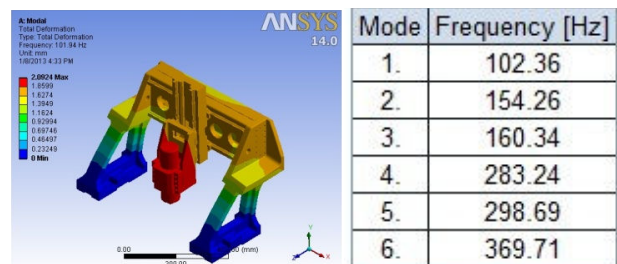 A: Modal
Total Deformation
Type: Total Deformation
Frequency: 101.94 Hz
Unit: mm
1/8/2013 4:33 PM
2.0924 Max
1.8599
1.6274
1.3949
1.1624
0.92994
0.69746
0.46497
0.23249
0 Min
ANSYS
14.0
0.00
(mm)
Y
Z
X
Mode Frequency [Hz]
1. 102.36
2. 154.26
3. 160.34
4. 283.24
5. 298.69
6. 369.71